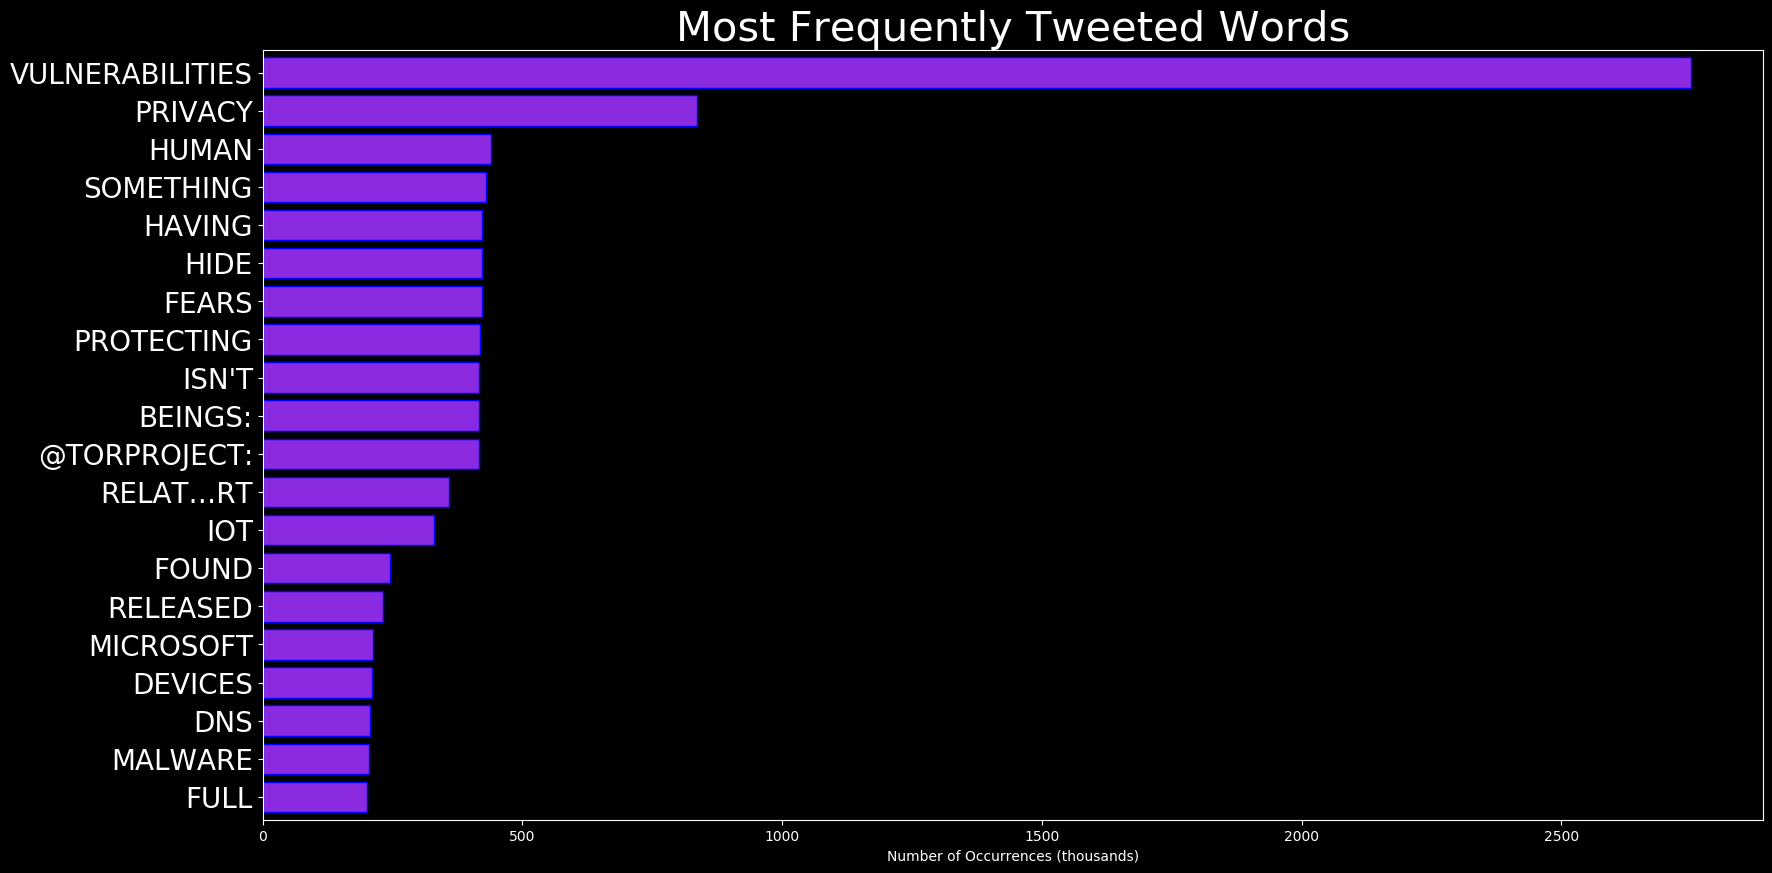 Most Frequently Tweeted Words
VULNERABILITIES
PRIVACY
HUMAN
SOMETHING
HAVING
HIDE
FEARS
PROTECTING
ISN'T
BEINGS:
@TORPROJECT:
RELAT…RT
IOT
FOUND
RELEASED
MICROSOFT
DEVICES
DNS
MALWARE
FULL
0 500 1000 1500 2000 2500
Number of Occurrences (thousands)